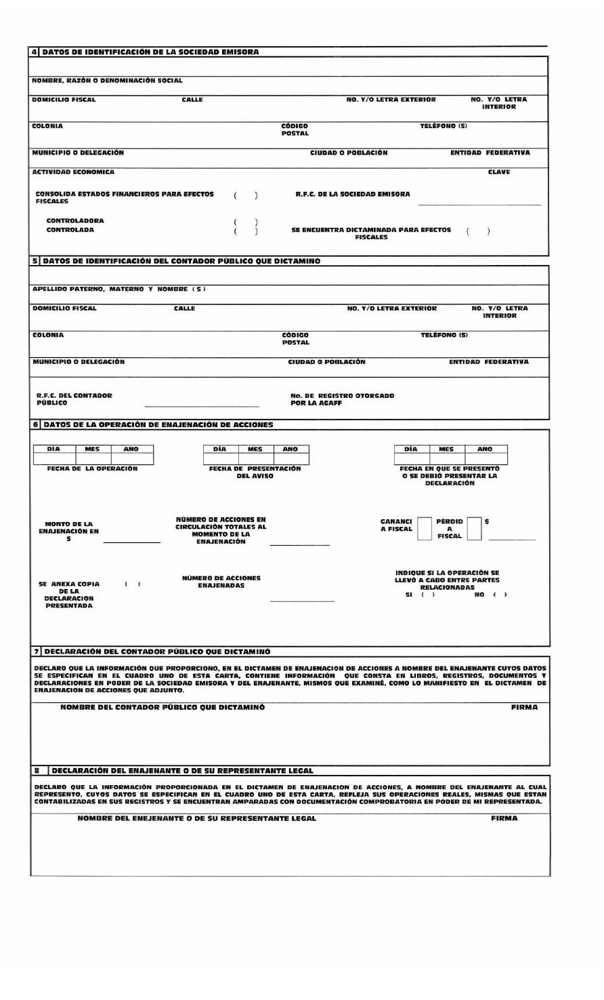 4 DATOS DE IDENTIFICACIÓN DE LA SOCIEDAD EMISORA
NOMBRE, RAZÓN O DENOMINACIÓN SOCIAL
DOMICILIO FISCAL CALLE NO. Y/O LETRA EXTERIOR NO. Y/O LETRA
INTERIOR
COLONIA CÓDIGO TELÉFONO (S)
POSTAL
MUNICIPIO O DELEGACIÓN CIUDAD O POBLACIÓN ENTIDAD FEDERATIVA
ACTIVIDAD ECONOMICA CLAVE
CONSOLIDA ESTADOS FINANCIEROS PARA EFECTOS ( ) R.F.C. DE LA SOCIEDAD EMISORA
FISCALES
CONTROLADORA ( )
CONTROLADA ( ) SE ENCUENTRA DICTAMINADA PARA EFECTOS ( )
FISCALES
5 DATOS DE IDENTIFICACIÓN DEL CONTADOR PÚBLICO QUE DICTAMINO
APELLIDO PATERNO, MATERNO Y NOMBRE ( S )
DOMICILIO FISCAL CALLE NO. Y/O LETRA EXTERIOR NO. Y/O LETRA
INTERIOR
COLONIA CÓDIGO TELÉFONO (S)
POSTAL
MUNICIPIO O DELEGACIÓN CIUDAD O POBLACIÓN ENTIDAD FEDERATIVA
R.F.C. DEL CONTADOR No. DE REGISTRO OTORGADO
PÚBLICO POR LA AGAFF
6 DATOS DE LA OPERACIÓN DE ENAJENACIÓN DE ACCIONES
DÍA MES ANO DÍA MES ANO DÍA MES ANO
FECHA DE LA OPERACIÓN FECHA DE PRESENTACIÓN FECHA EN QUE SE PRESENTÓ
DEL AVISO O SE DEBIÓ PRESENTAR LA
DECLARACIÓN
MONTO DE LA NÚMERO DE ACCIONES EN GANANCI PÉRDID $
ENAJENACIÓN EN CIRCULACIÓN TOTALES AL A FISCAL A
$ MOMENTO DE LA FISCAL
ENAJENACIÓN
INDIQUE SI LA OPERACIÓN SE
NÚMERO DE ACCIONES LLEVÓ A CABO ENTRE PARTES
SE ANEXA COPIA ( ) ENAJENADAS RELACIONADAS
DE LA SI ( ) NO ( )
DECLARACION
PRESENTADA
7 DECLARACIÓN DEL CONTADOR PÚBLICO QUE DICTAMINÓ
DECLARO QUE LA INFORMACIÓN QUE PROPORCIONO, EN EL DICTAMEN DE ENAJENACION DE ACCIONES A NOMBRE DEL ENAJENANTE CUYOS DATOS
SE ESPECIFICAN EN EL CUADRO UNO DE ESTA CARTA, CONTIENE INFORMACIÓN QUE CONSTA EN LIBROS, REGISTROS, DOCUMENTOS Y
DECLARACIONES EN PODER DE LA SOCIEDAD EMISORA Y DEL ENAJENANTE, MISMOS QUE EXAMINÉ, COMO LO MANIFIESTO EN EL DICTAMEN DE
ENAJENACION DE ACCIONES QUE ADJUNTO.
NOMBRE DEL CONTADOR PÚBLICO QUE DICTAMINÓ FIRMA
8 DECLARACIÓN DEL ENAJENANTE O DE SU REPRESENTANTE LEGAL
DECLARO QUE LA INFORMACIÓN PROPORCIONADA EN EL DICTAMEN DE ENAJENACION DE ACCIONES, A NOMBRE DEL ENAJENANTE AL CUAL
REPRESENTO, CUYOS DATOS SE ESPECIFICAN EN EL CUADRO UNO DE ESTA CARTA, REFLEJA SUS OPERACIONES REALES, MISMAS QUE ESTAN
CONTABILIZADAS EN SUS REGISTROS Y SE ENCUENTRAN AMPARADAS CON DOCUMENTACIÓN COMPROBATORIA EN PODER DE MI REPRESENTADA.
NOMBRE DEL ENEJENANTE O DE SU REPRESENTANTE LEGAL FIRMA